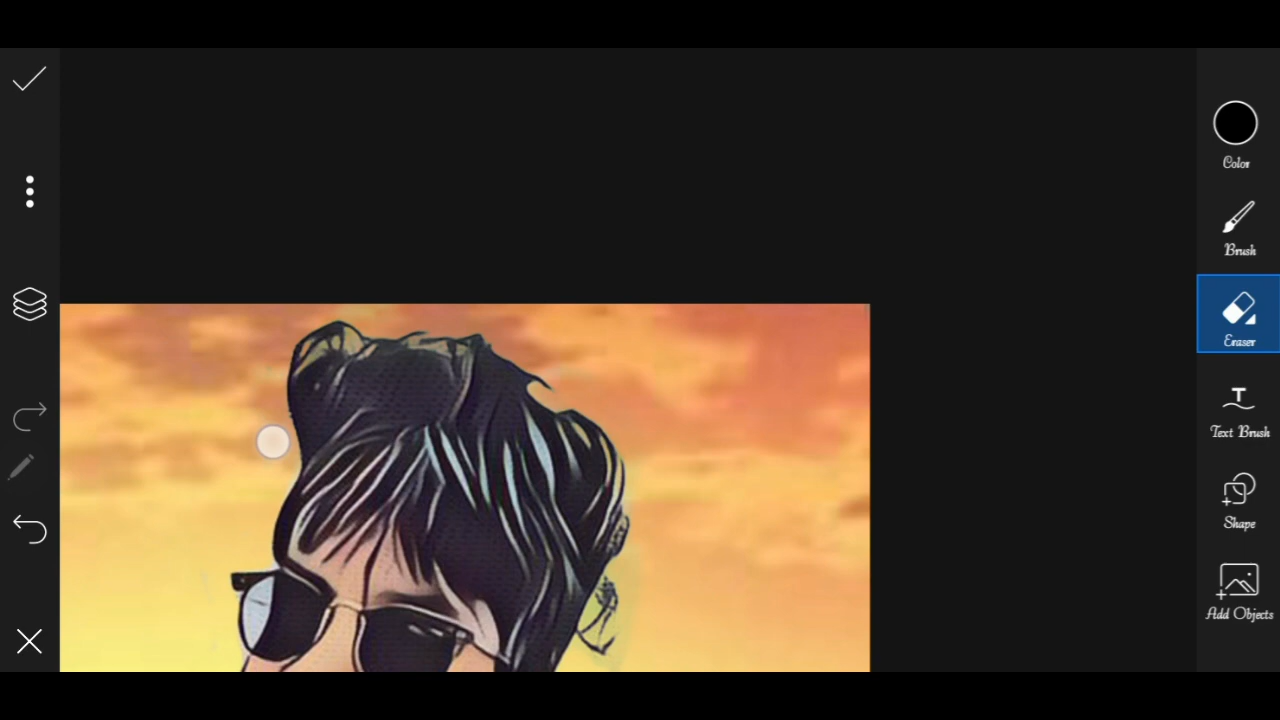 Color
Brush
Eraser
T
Text Brush
Shape
Add Objects